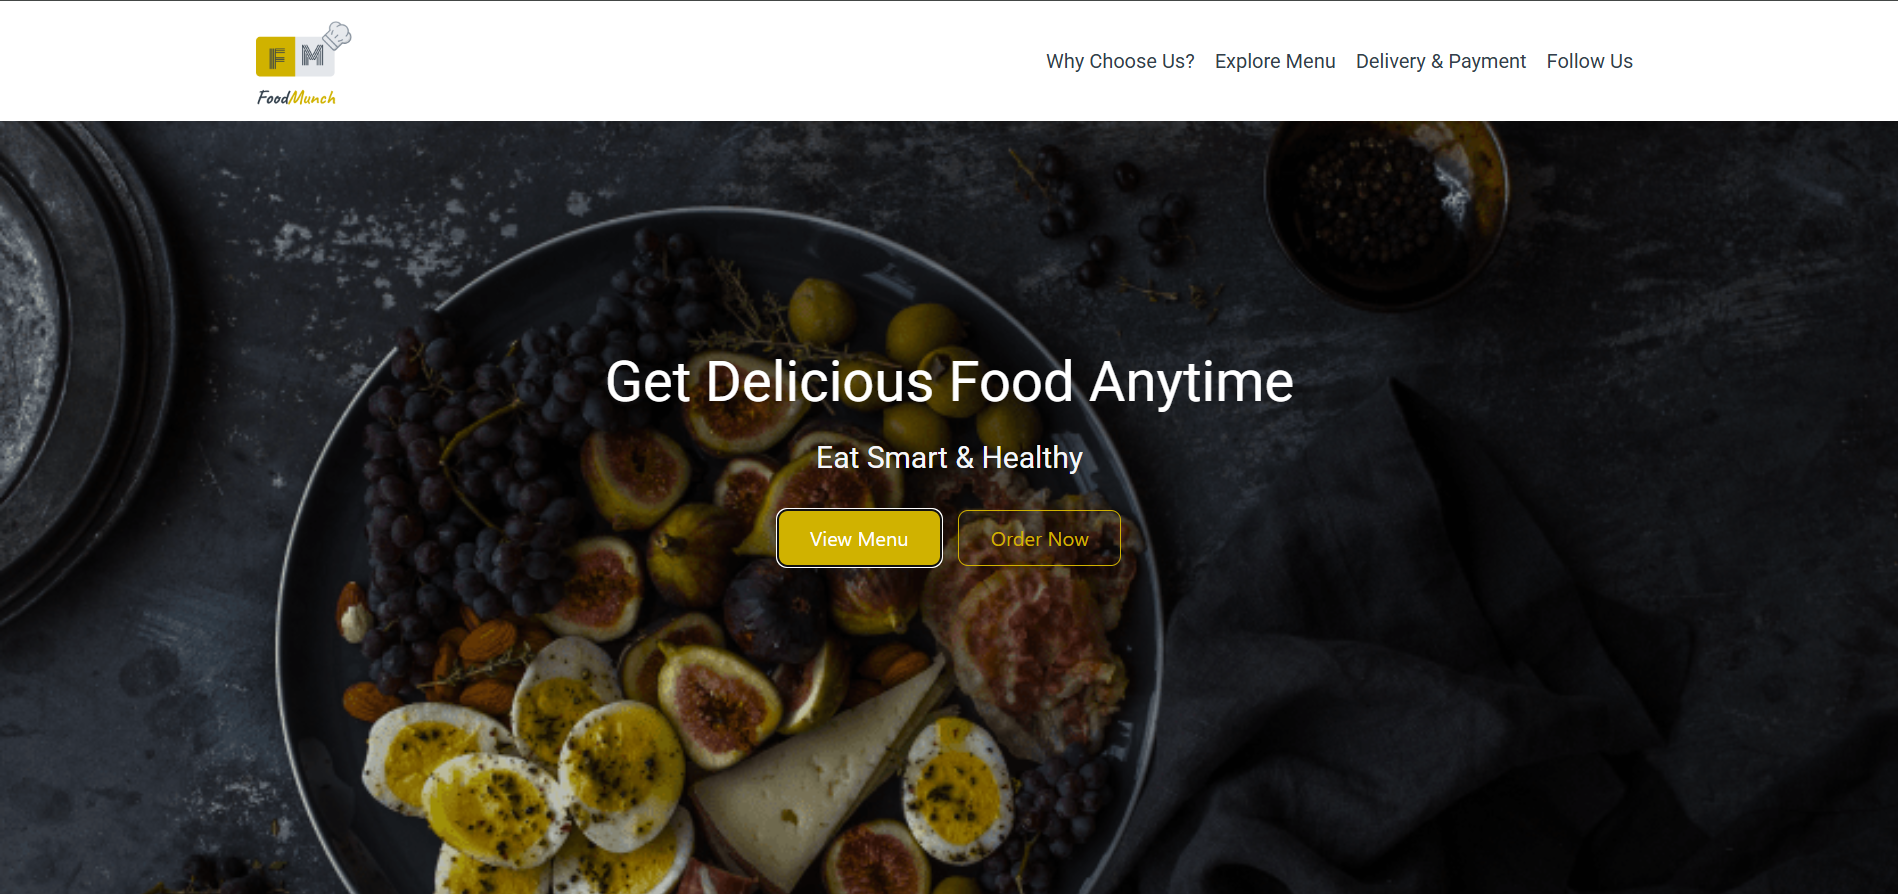 F M
FoodMunch
Why Choose Us? Explore Menu Delivery & Payment Follow Us
Get Delicious Food Anytime
Eat Smart & Healthy
View Menu Order Now